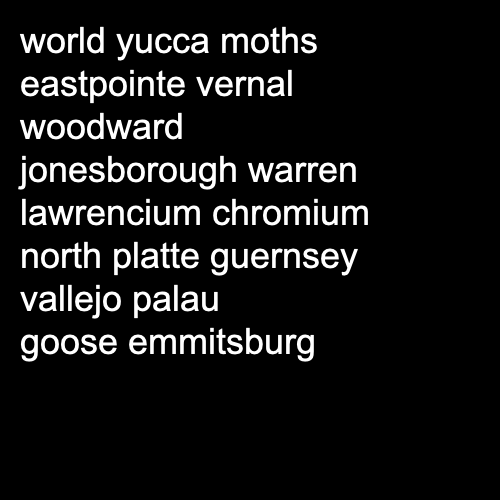 world yucca moths
eastpointe vernal
woodward
jonesborough warren
lawrencium chromium
north platte guernsey
vallejo palau
goose emmitsburg